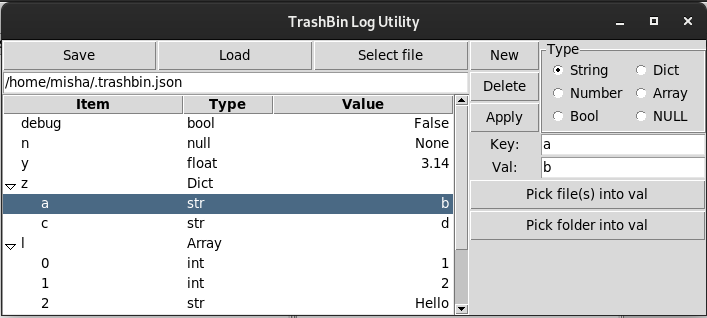 TrashBin Log Utility
Save Load Select file New Type
/home/misha/.trashbin.json Delete String Dict
Item Type Value Number Array
debug bool False Apply Bool NULL
n null None Key: a
y float 3.14 Val: b
z Dict Pick file(s) into val
a str b
c str d Pick folder into val
l Array
0 int 1
1 int 2
2 str Hello